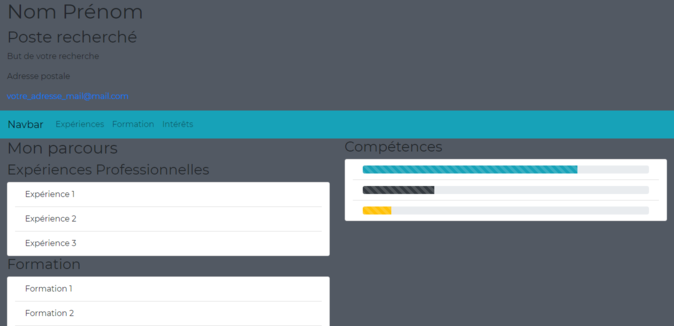 Nom Prénom
Poste recherché
But de votre recherche
Adresse postale
votre_adresse_mail@mail.com
Navbar Expériences Formation Intérêts
Mon parcours
Expériences Professionnelles
Expérience 1
Expérience 2
Expérience 3
Formation
Formation 1
Formation 2
Compétences